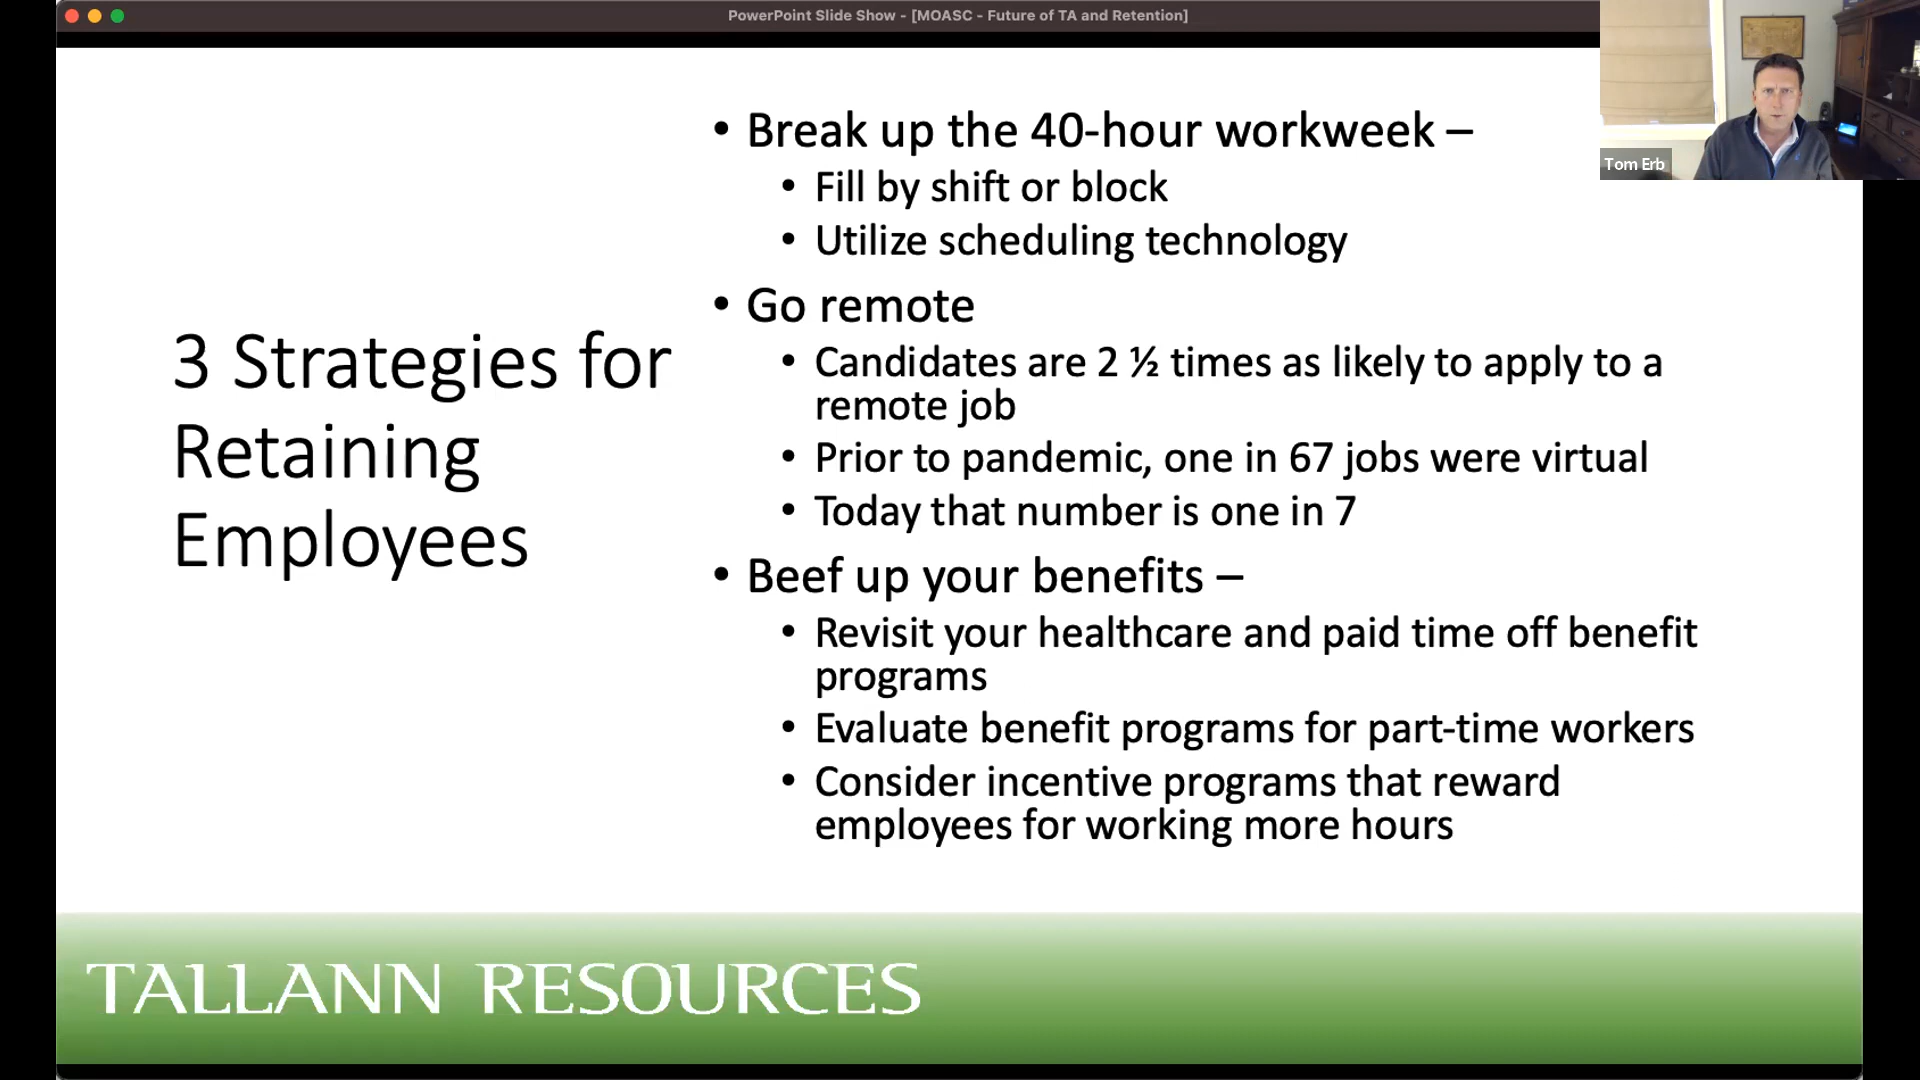 PowerPoint Slide Show - [MOASC - Future of TA and Retention]
Tom Erb
3 Strategies for
Retaining
Employees
• Break up the 40-hour workweek –
• Fill by shift or block
• Utilize scheduling technology
• Go remote
• Candidates are 2 ½ times as likely to apply to a
remote job
• Prior to pandemic, one in 67 jobs were virtual
• Today that number is one in 7
• Beef up your benefits –
• Revisit your healthcare and paid time off benefit
programs
• Evaluate benefit programs for part-time workers
• Consider incentive programs that reward
employees for working more hours
TALLANN RESOURCES